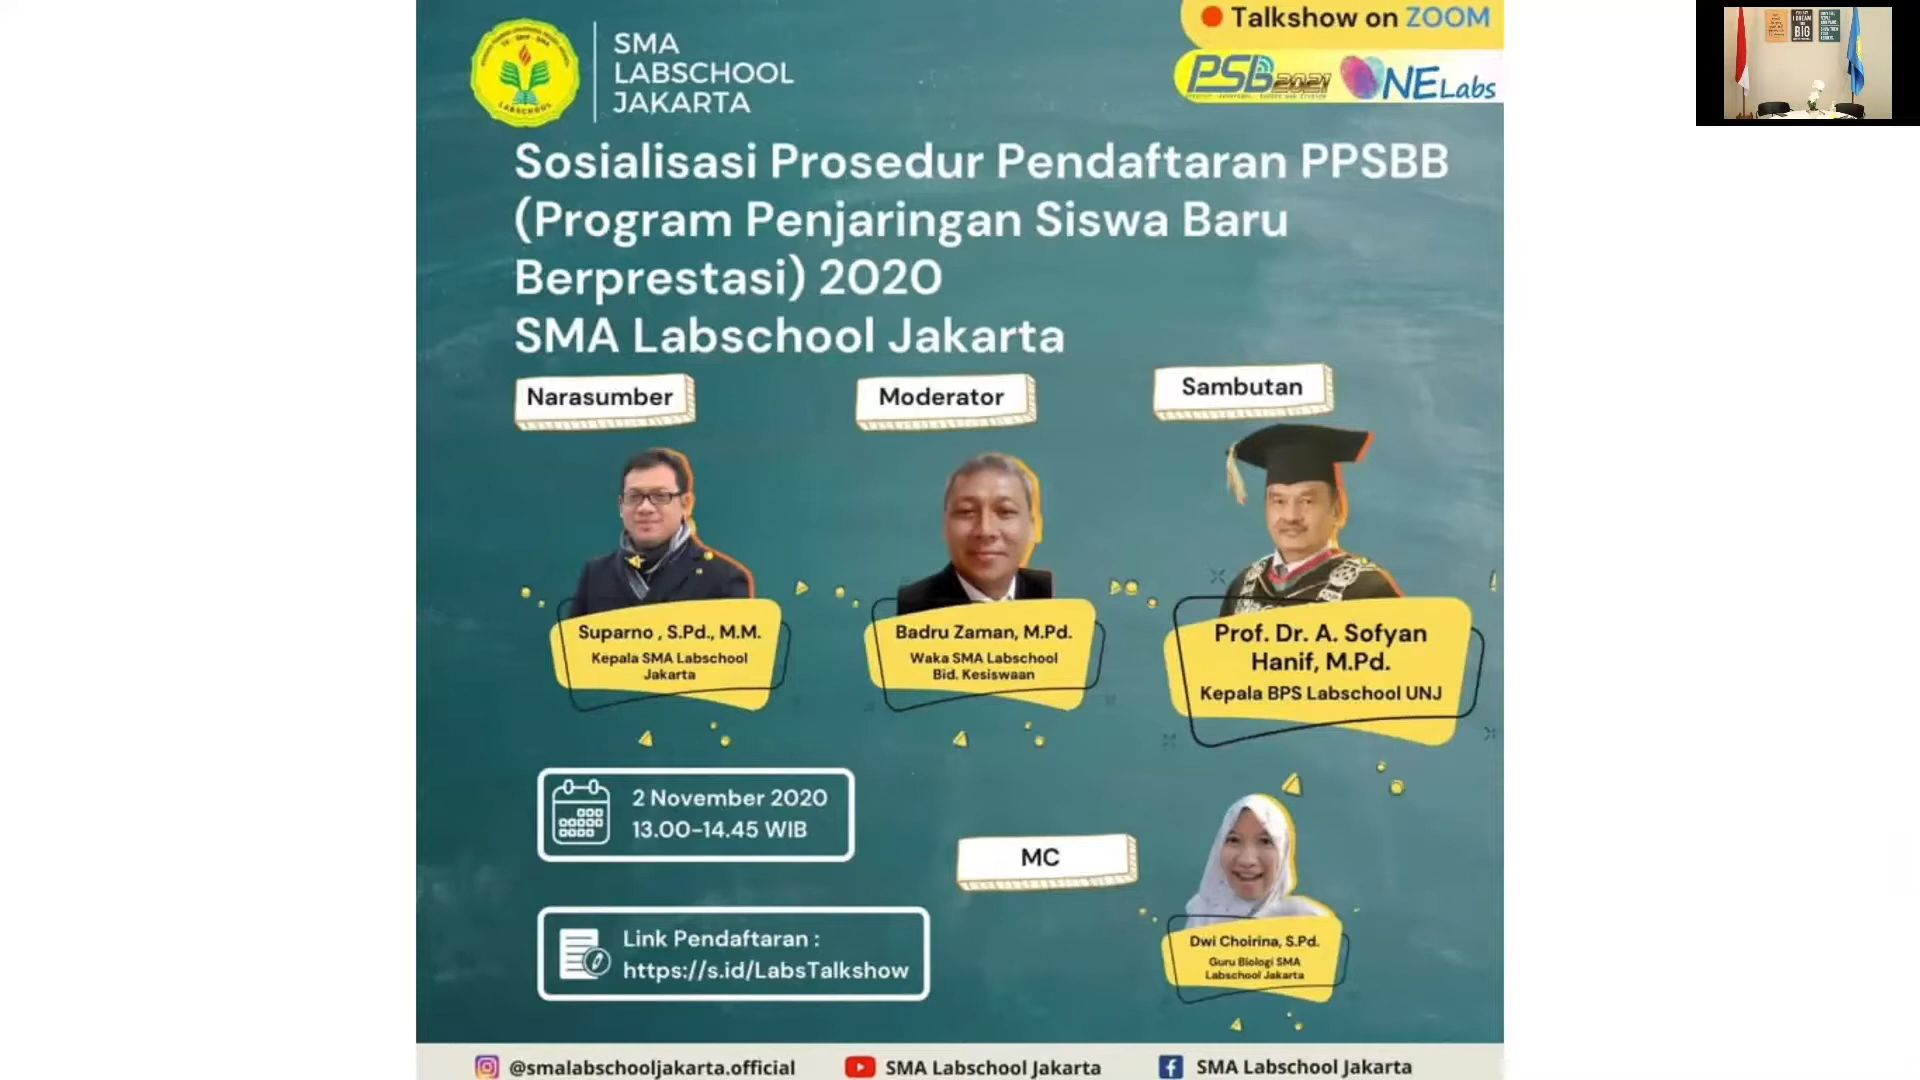 SMA
LABSCHOOL
JAKARTA
LABSCHOOL
Talkshow on ZOOM
PSB2021
ONE Labs
Sosialisasi Prosedur Pendaftaran PPSBB
(Program Penjaringan Siswa Baru
Berprestasi) 2020
SMA Labschool Jakarta
Narasumber
Suparno , S.Pd., M.M.
Kepala SMA Labschool
Jakarta
Moderator
Badru Zaman, M.Pd.
Waka SMA Labschool
Bid. Kesiswaan
Sambutan
Prof. Dr. A. Sofyan
Hanif, M.Pd.
Kepala BPS Labschool UNJ
2 November 2020
13.00-14.45 WIB
Link Pendaftaran :
https://s.id/LabsTalkshow
MC
Dwi Choirina, S.Pd.
Guru Biologi SMA
Labschool Jakarta
@smalabschooljakarta.official
SMA Labschool Jakarta
SMA Labschool Jakarta
DREAM
BIG